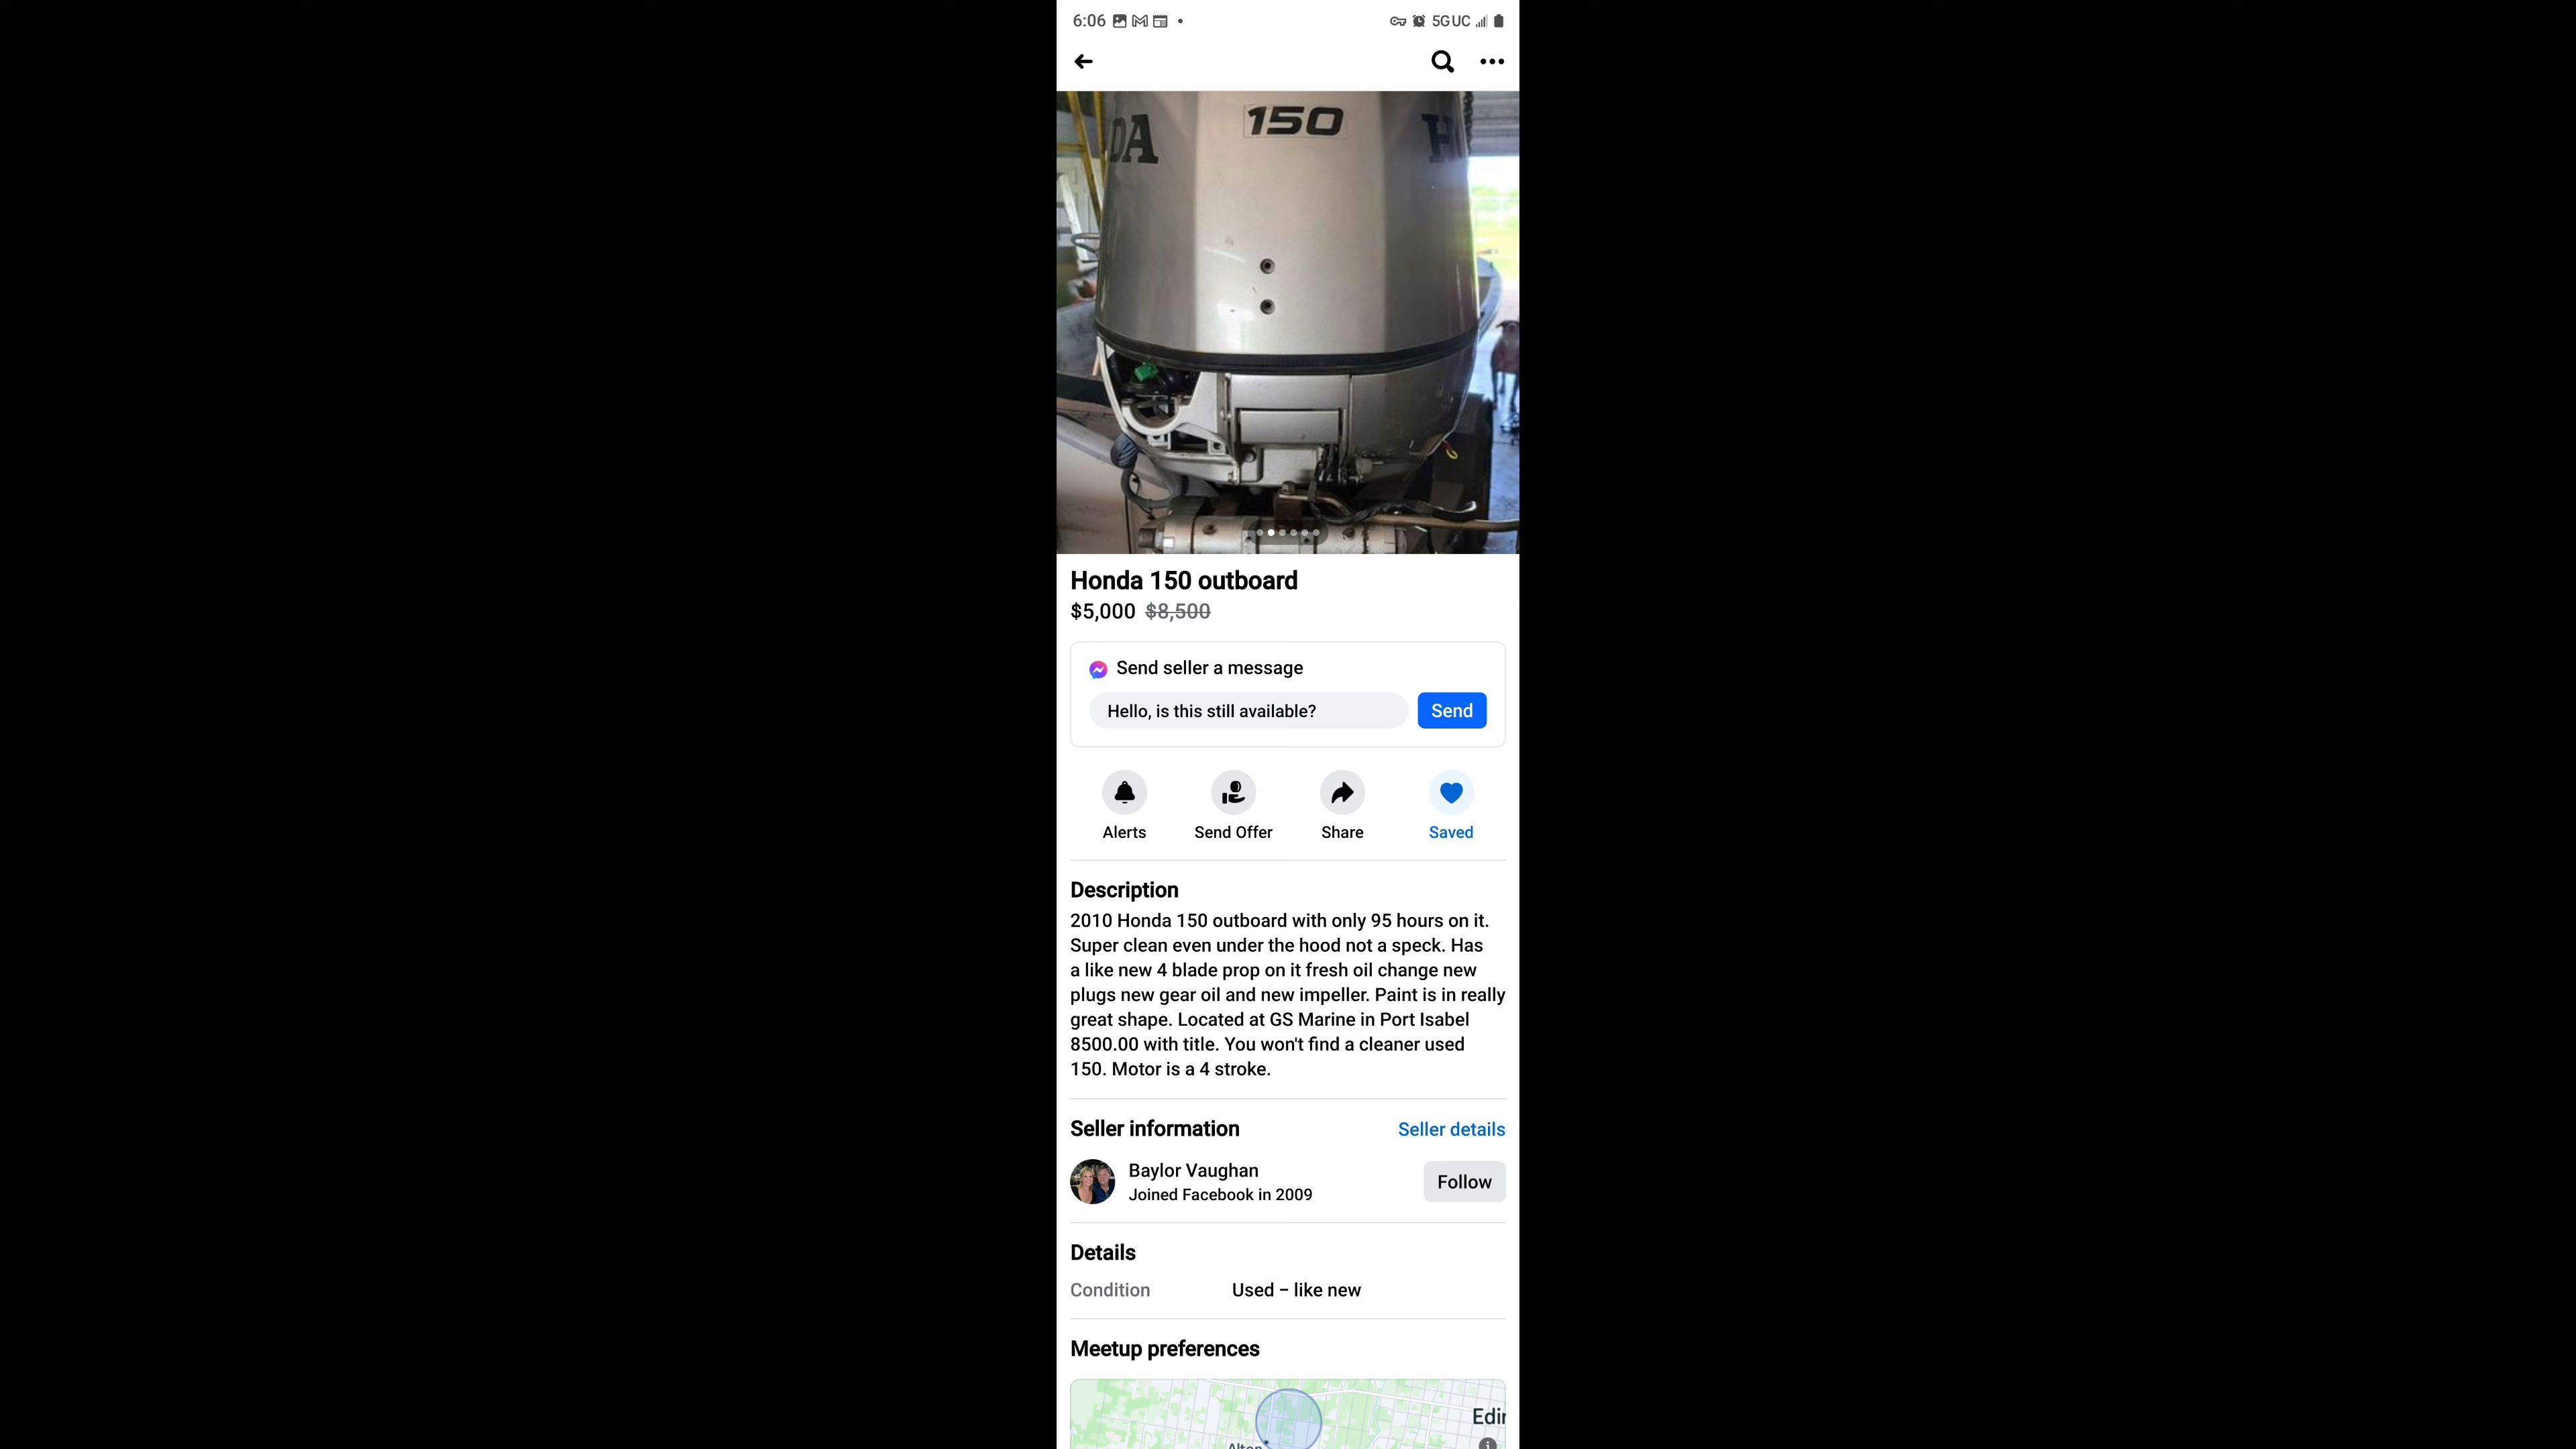 6:06
5G UC
150
DA
H
Honda 150 outboard
$5,000 $8,500
Send seller a message
Hello, is this still available?
Send
Alerts
Send Offer
Share
Saved
Description
2010 Honda 150 outboard with only 95 hours on it.
Super clean even under the hood not a speck. Has
a like new 4 blade prop on it fresh oil change new
plugs new gear oil and new impeller. Paint is in really
great shape. Located at GS Marine in Port Isabel
8500.00 with title. You won't find a cleaner used
150. Motor is a 4 stroke.
Seller information
Seller details
Baylor Vaughan
Joined Facebook in 2009
Follow
Details
Condition
Used – like new
Meetup preferences
Edin
Alton